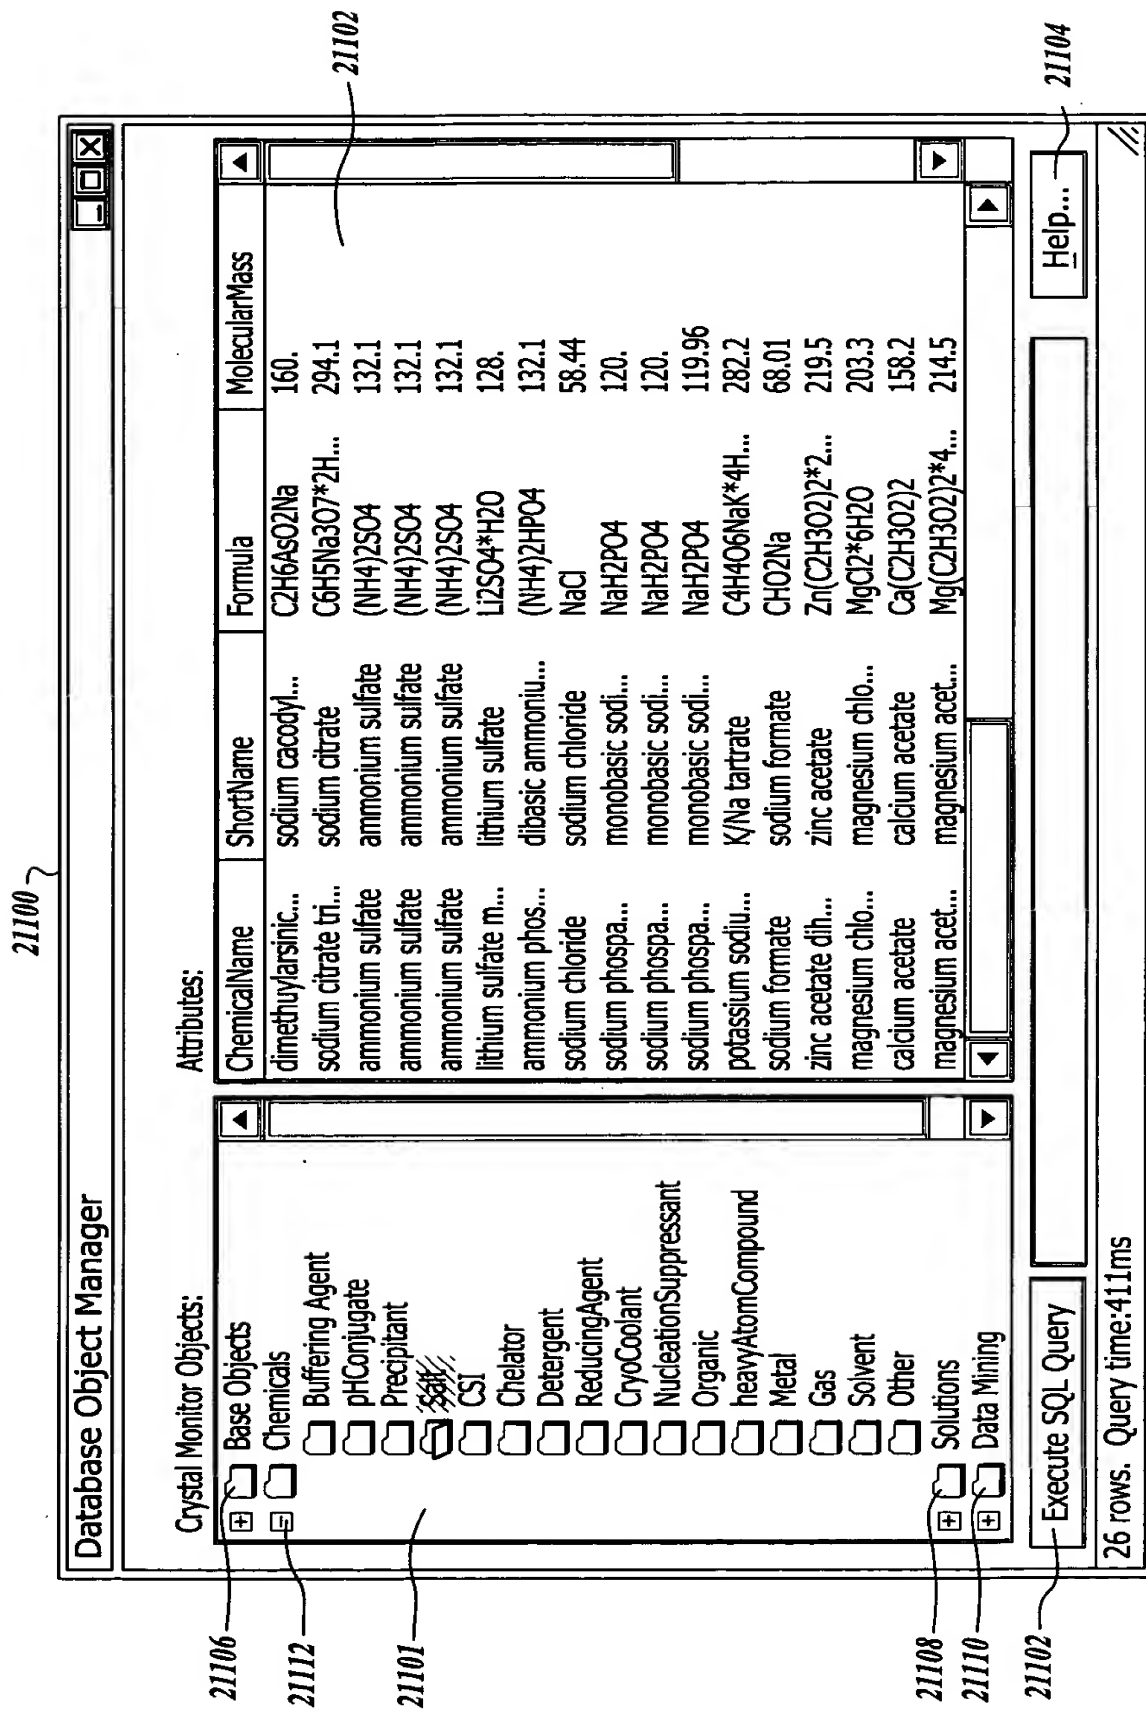 21100
Database Object Manager
Crystal Monitor Objects:
Attributes:
21106
21112
21101
21108
21110
21102
+ Base Objects
- Chemicals
Buffering Agent
pHConjugate
Precipitant
Salt
CSI
Chelator
Detergent
ReducingAgent
CryoCoolant
NucleationSuppressant
Organic
heavyAtomCompound
Metal
Gas
Solvent
Other
+ Solutions
+ Data Mining
ChemicalName ShortName Formula MolecularMass
dimethuylarsinic... sodium cacodyl... C2H6AsO2Na 160.
sodium citrate tri... sodium citrate C6H5Na3O7*2H... 294.1
ammonium sulfate ammonium sulfate (NH4)2SO4 132.1
ammonium sulfate ammonium sulfate (NH4)2SO4 132.1
ammonium sulfate ammonium sulfate (NH4)2SO4 132.1
lithium sulfate m... lithium sulfate Li2SO4*H2O 128.
ammonium phos... dibasic ammoniu... (NH4)2HPO4 132.1
sodium chloride sodium chloride NaCl 58.44
sodium phospa... monobasic sodi... NaH2PO4 120.
sodium phospa... monobasic sodi... NaH2PO4 120.
sodium phospa... monobasic sodi... NaH2PO4 119.96
potassium sodiu... K/Na tartrate C4H4O6NaK*4H... 282.2
sodium formate sodium formate CHO2Na 68.01
zinc acetate dih... zinc acetate Zn(C2H3O2)2*2... 219.5
magnesium chlo... magnesium chlo... MgCl2*6H2O 203.3
calcium acetate calcium acetate Ca(C2H3O2)2 158.2
magnesium acet... magnesium acet... Mg(C2H3O2)2*4... 214.5
21102
21104
Execute SQL Query
Help...
26 rows. Query time:411ms